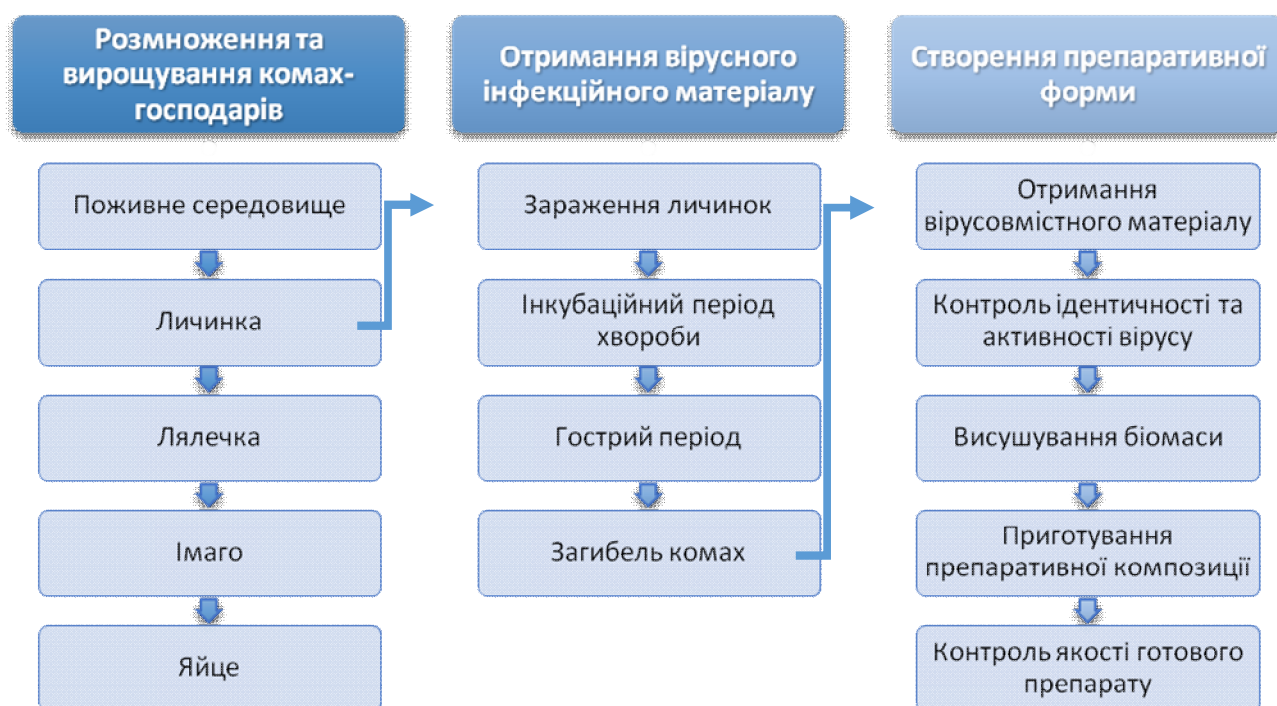 Розмноження та
вирощування комах-
господарів
Поживне середовище
Личинка
Лялечка
Імаго
Яйце
Отримання вірусного
інфекційного матеріалу
Зараження личинок
Інкубаційний період
хвороби
Гострий період
Загибель комах
Створення препаративної
форми
Отримання
вірусовмістного матеріалу
Контроль ідентичності та
активності вірусу
Висушування біомаси
Приготування
препаративної композиції
Контроль якості готового
препарату